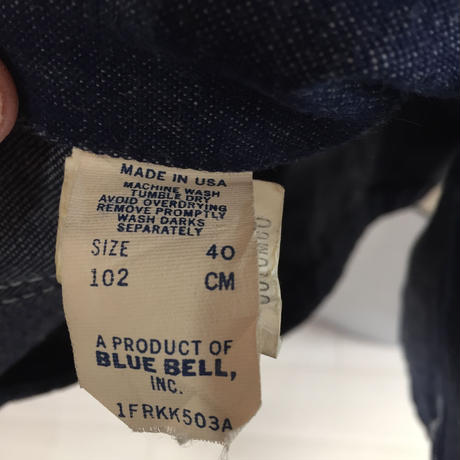 MADE IN USA
MACHINE WASH
TUMBLE DRY
AVOID OVERDRYING
REMOVE PROMPTLY
WASH DARKS
SEPARATELY
SIZE 40
102 CM
A PRODUCT OF
BLUE BELL,
INC.
1FRKK503A